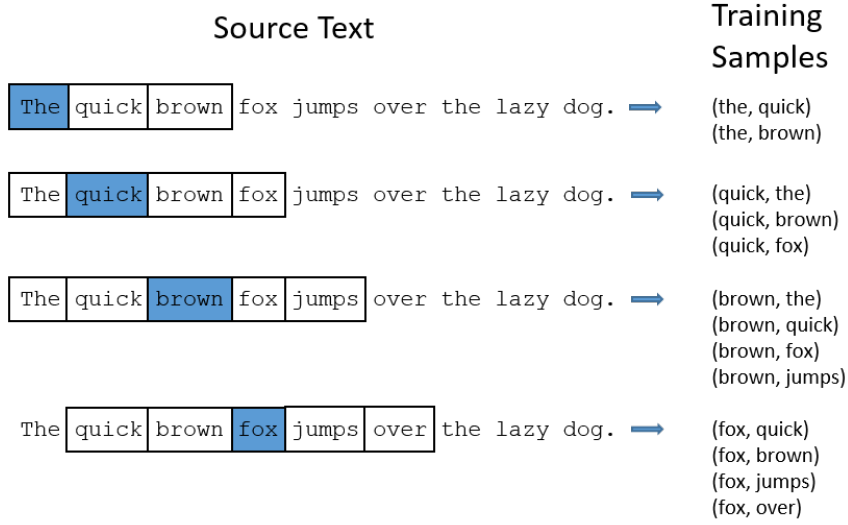 Source Text
Training
Samples
The quick brown fox jumps over the lazy dog.
(the, quick)
(the, brown)
The quick brown fox jumps over the lazy dog.
(quick, the)
(quick, brown)
(quick, fox)
The quick brown fox jumps over the lazy dog.
(brown, the)
(brown, quick)
(brown, fox)
(brown, jumps)
The quick brown fox jumps over the lazy dog.
(fox, quick)
(fox, brown)
(fox, jumps)
(fox, over)